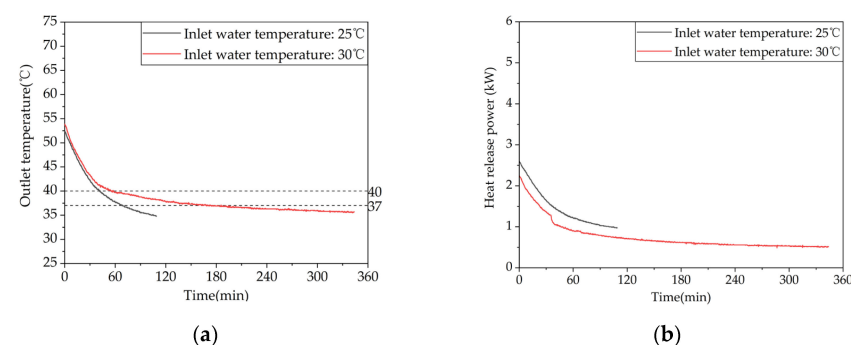 75
70
65
60
55
50
45
40
35
30
25
Outlet temperature(℃)
Inlet water temperature: 25℃
Inlet water temperature: 30℃
40
37
0 60 120 180 240 300 360
Time(min)
(a)
6
5
4
3
2
1
0
Heat release power (kW)
Inlet water temperature: 25℃
Inlet water temperature: 30℃
0 60 120 180 240 300 360
Time(min)
(b)